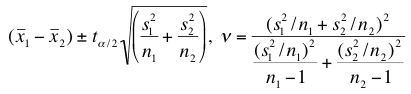 (x̄₁ − x̄₂) ± t_{α/2} √(s₁²/n₁ + s₂²/n₂), ν = (s₁²/n₁ + s₂²/n₂)² / ((s₁²/n₁)²/(n₁−1) + (s₂²/n₂)²/(n₂−1))